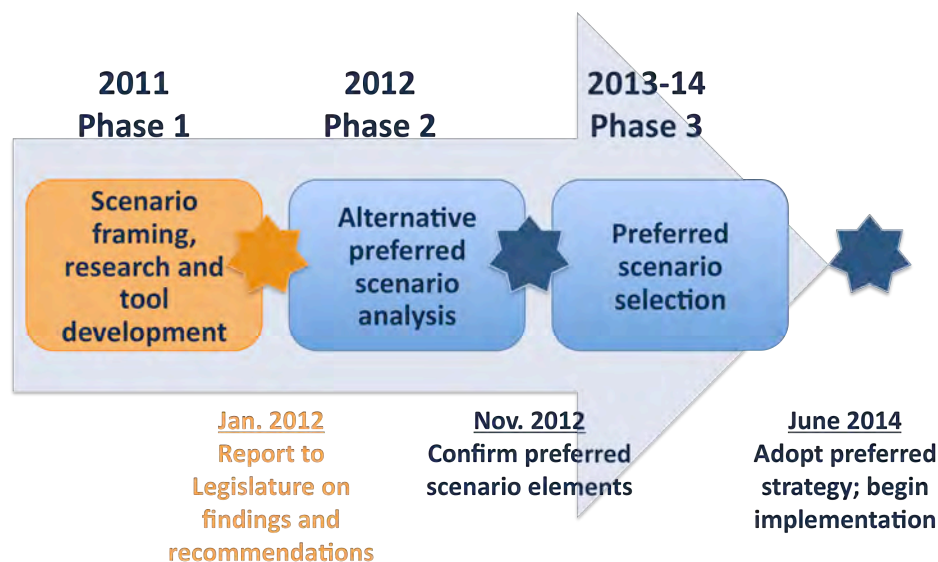 2011
Phase 1
2012
Phase 2
2013-14
Phase 3
Scenario
framing,
research and
tool
development
Alternative
preferred
scenario
analysis
Preferred
scenario
selection
Jan. 2012
Report to
Legislature on
findings and
recommendations
Nov. 2012
Confirm preferred
scenario elements
June 2014
Adopt preferred
strategy; begin
implementation